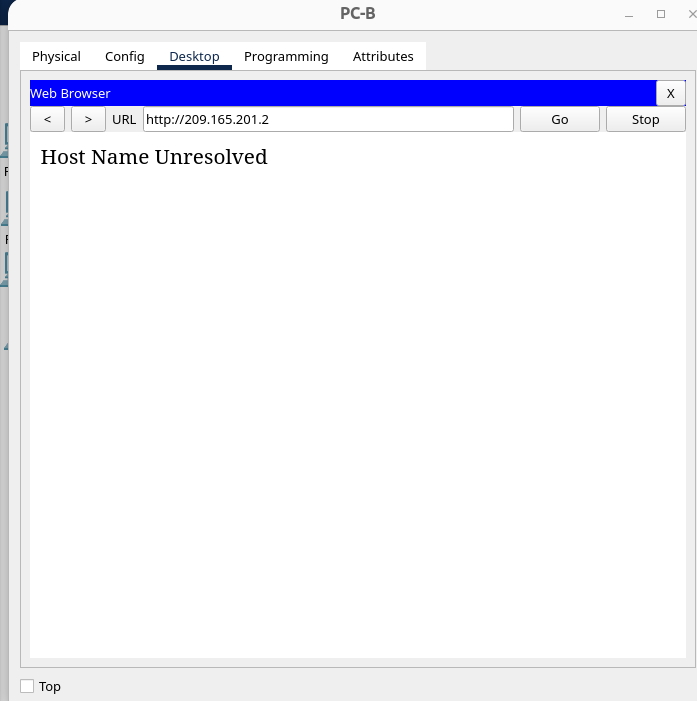 PC-B
Physical Config Desktop Programming Attributes
Web Browser X
< > URL http://209.165.201.2 Go Stop
Host Name Unresolved
Top